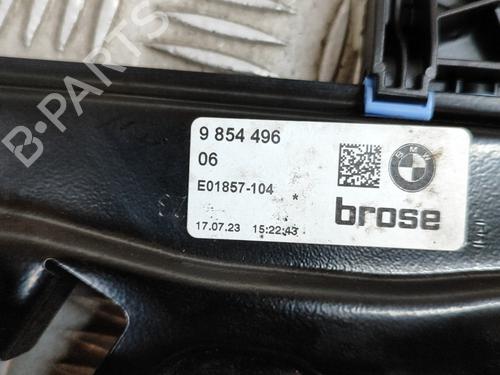 B-PARTS
9 854 496
06
E01857-104 *
BMW
brose
17.07.23 15:22:43